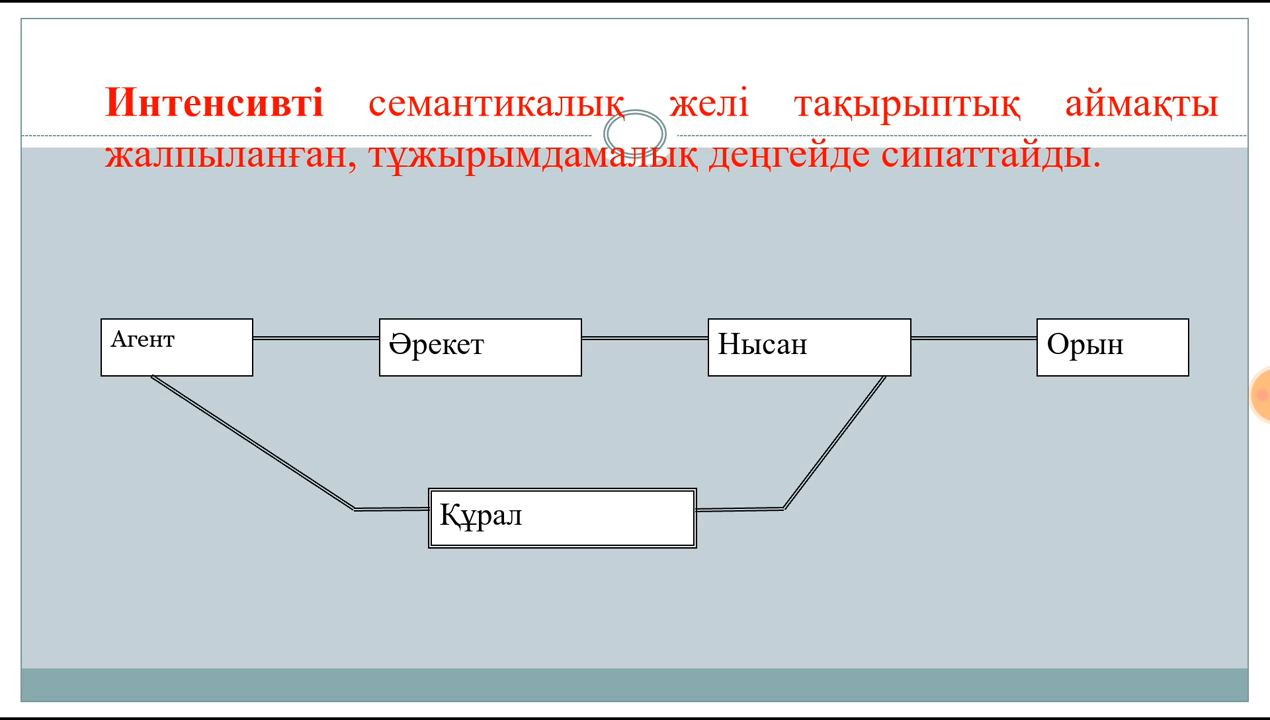 Интенсивті семантикалық желі тақырыптық аймақты
жалпыланған, тұжырымдамалық деңгейде сипаттайды.
Агент
Әрекет
Нысан
Орын
Құрал